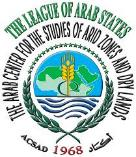 THE LEAGUE OF ARAB STATES
THE ARAB CENTER FOR THE STUDIES OF ARID ZONES AND DRY LANDS
ACSAD 1968 أكساد